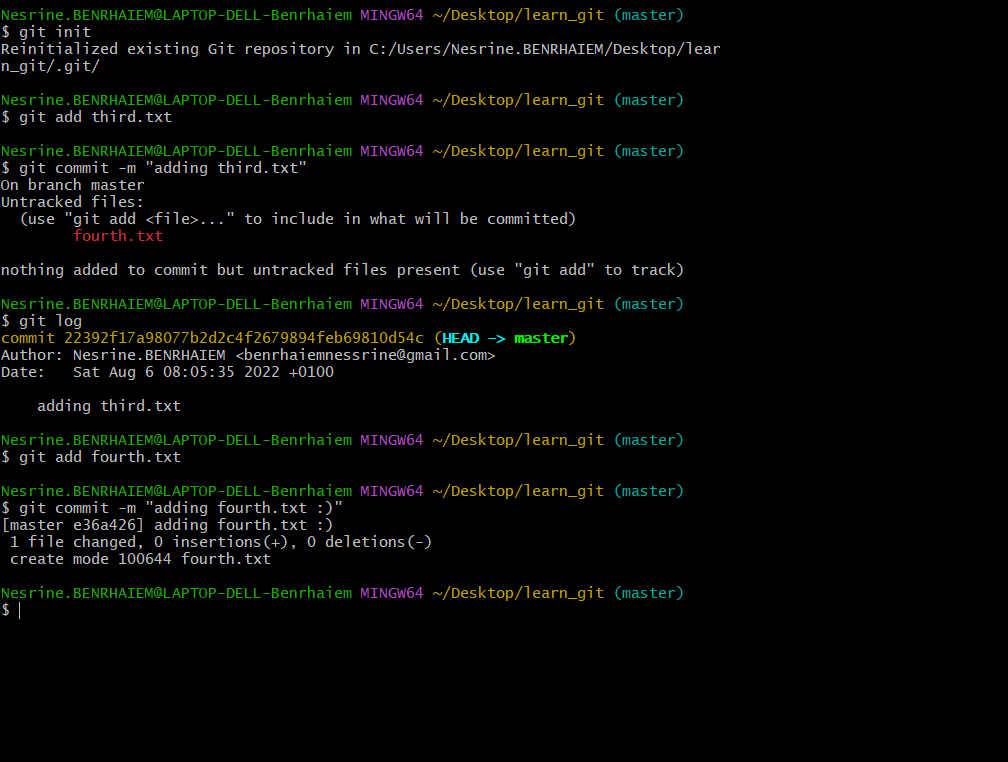 Nesrine.BENRHAIEM@LAPTOP-DELL-Benrhaiem MINGW64 ~/Desktop/learn_git (master)
$ git init
Reinitialized existing Git repository in C:/Users/Nesrine.BENRHAIEM/Desktop/lear
n_git/.git/
Nesrine.BENRHAIEM@LAPTOP-DELL-Benrhaiem MINGW64 ~/Desktop/learn_git (master)
$ git add third.txt
Nesrine.BENRHAIEM@LAPTOP-DELL-Benrhaiem MINGW64 ~/Desktop/learn_git (master)
$ git commit -m "adding third.txt"
On branch master
Untracked files:
  (use "git add <file>..." to include in what will be committed)
        fourth.txt
nothing added to commit but untracked files present (use "git add" to track)
Nesrine.BENRHAIEM@LAPTOP-DELL-Benrhaiem MINGW64 ~/Desktop/learn_git (master)
$ git log
commit 22392f17a98077b2d2c4f2679894feb69810d54c (HEAD -> master)
Author: Nesrine.BENRHAIEM <benrhaiemnessrine@gmail.com>
Date:   Sat Aug 6 08:05:35 2022 +0100
    adding third.txt
Nesrine.BENRHAIEM@LAPTOP-DELL-Benrhaiem MINGW64 ~/Desktop/learn_git (master)
$ git add fourth.txt
Nesrine.BENRHAIEM@LAPTOP-DELL-Benrhaiem MINGW64 ~/Desktop/learn_git (master)
$ git commit -m "adding fourth.txt :)"
[master e36a426] adding fourth.txt :)
 1 file changed, 0 insertions(+), 0 deletions(-)
 create mode 100644 fourth.txt
Nesrine.BENRHAIEM@LAPTOP-DELL-Benrhaiem MINGW64 ~/Desktop/learn_git (master)
$